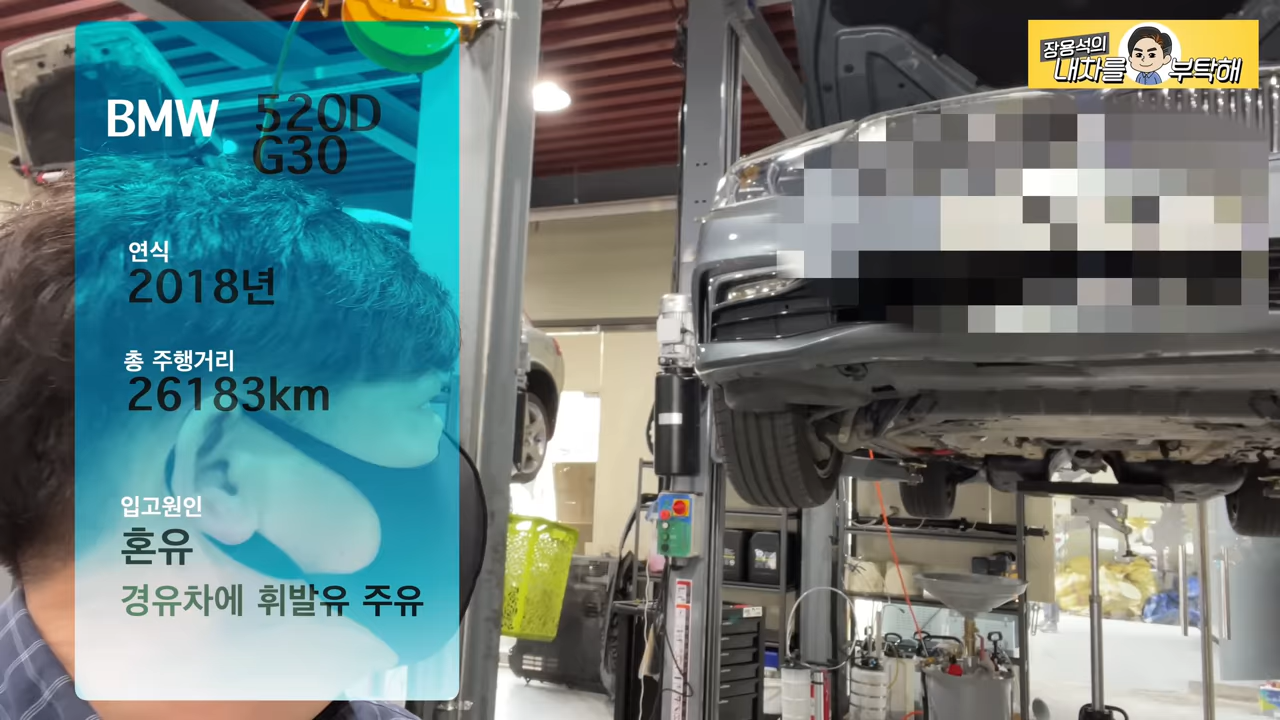 장용석의
내차를 부탁해
BMW 520D
G30
연식
2018년
총 주행거리
26183km
입고원인
혼유
경유차에 휘발유 주유